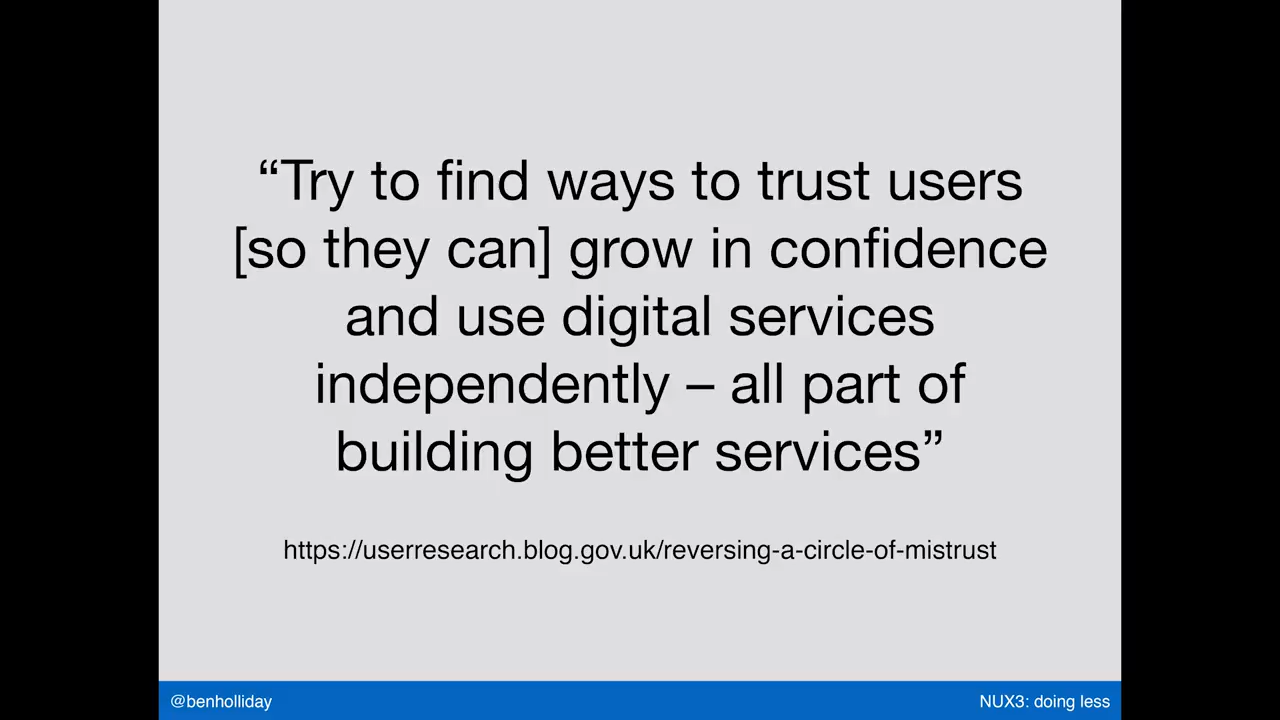 “Try to find ways to trust users
[so they can] grow in confidence
and use digital services
independently – all part of
building better services”
https://userresearch.blog.gov.uk/reversing-a-circle-of-mistrust
@benholliday
NUX3: doing less